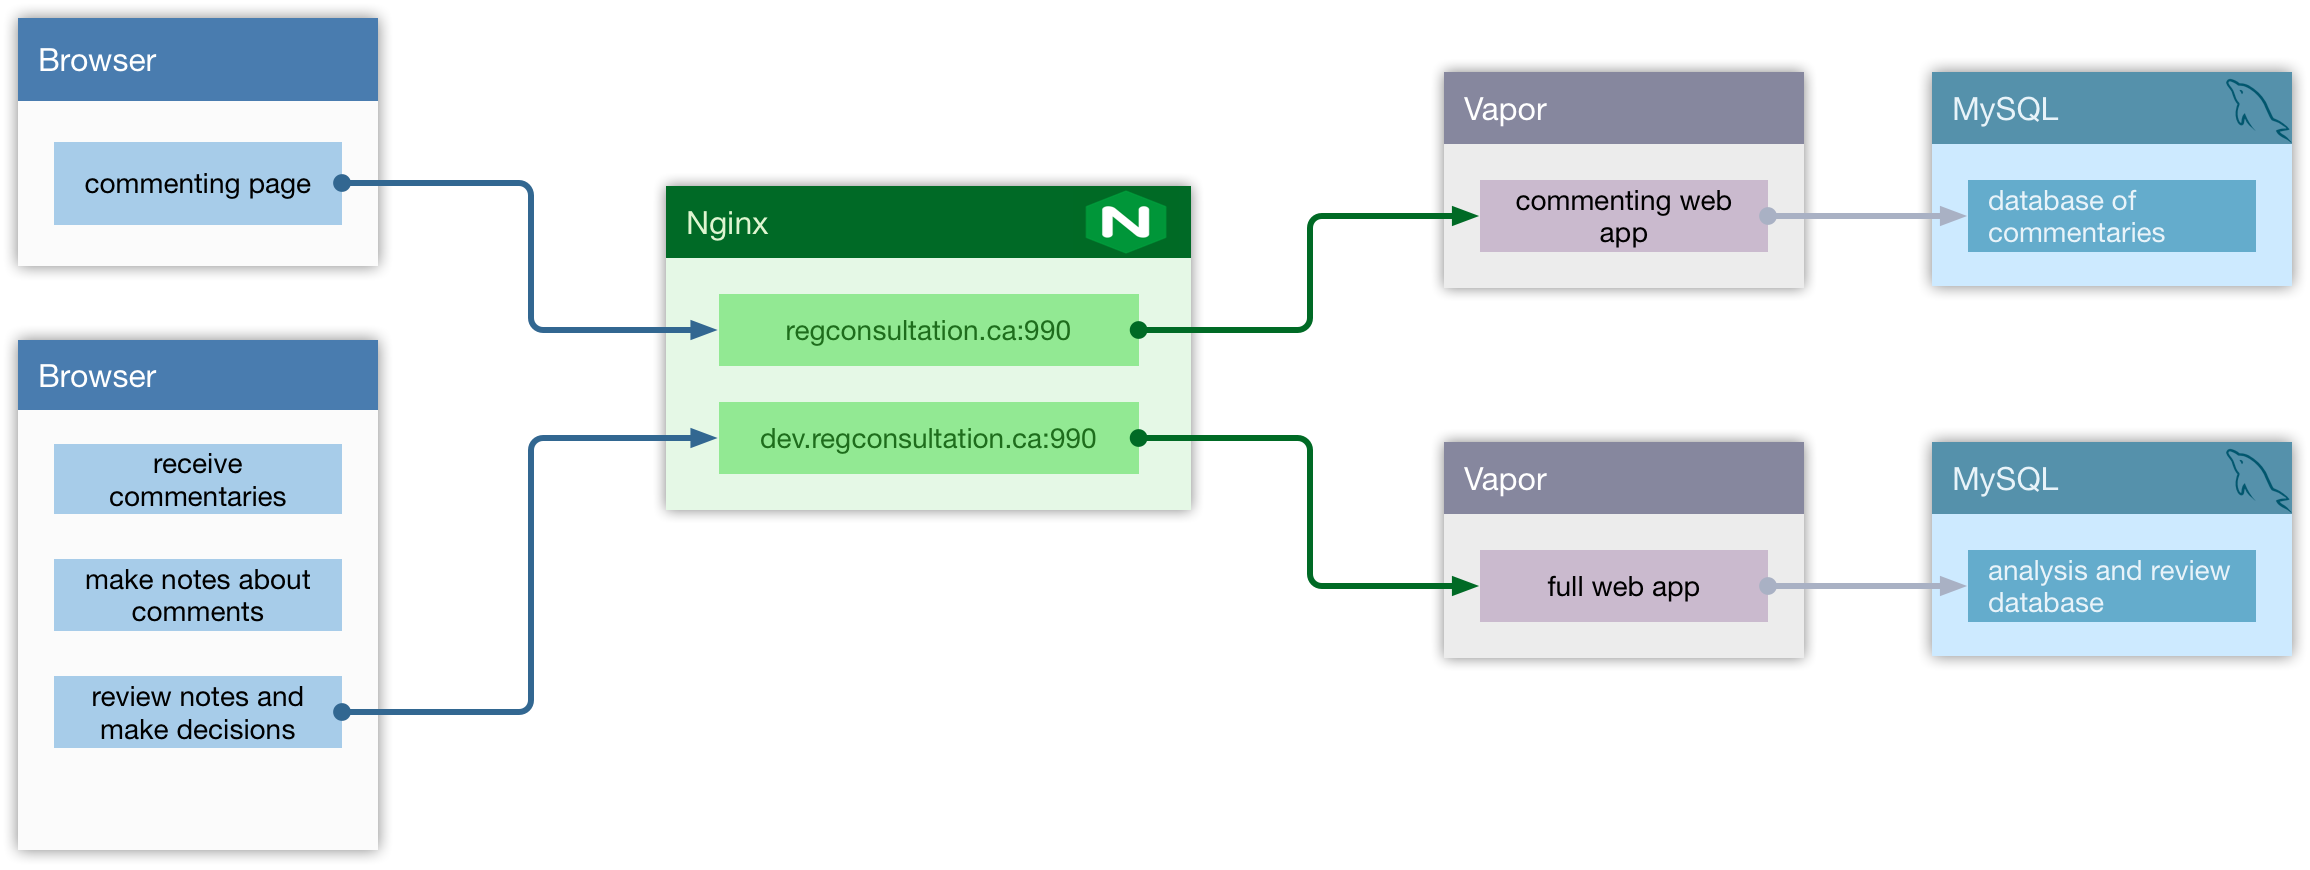 Browser
commenting page
Browser
receive
commentaries
make notes about
comments
review notes and
make decisions
Nginx
N
regconsultation.ca:990
dev.regconsultation.ca:990
Vapor
commenting web
app
MySQL
database of
commentaries
Vapor
full web app
MySQL
analysis and review
database